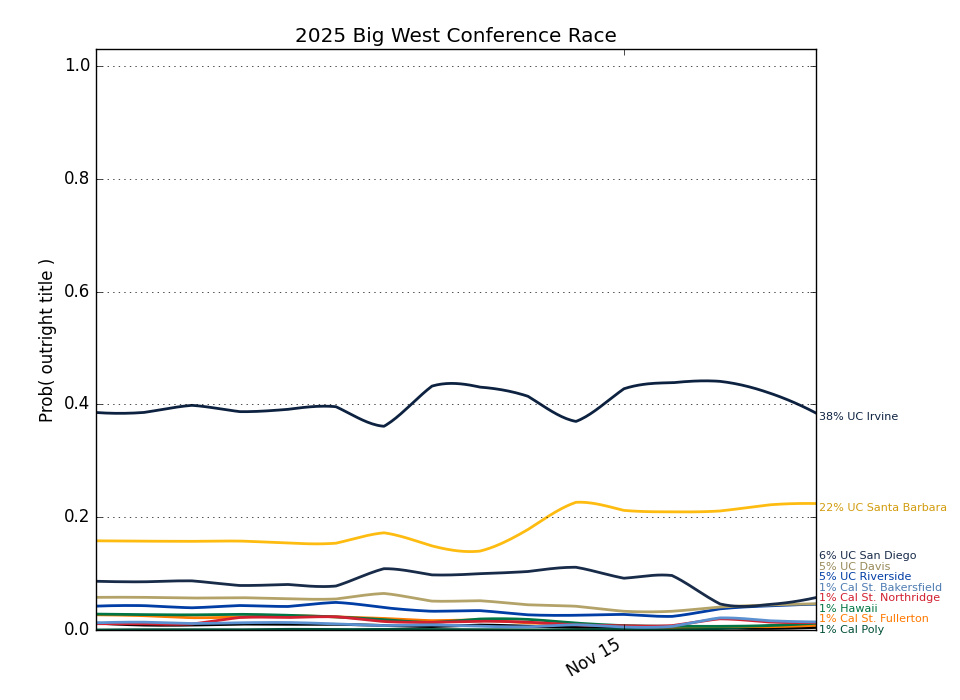 2025 Big West Conference Race
Prob( outright title )
1.0
0.8
0.6
0.4
0.2
0.0
Nov 15
38% UC Irvine
22% UC Santa Barbara
6% UC San Diego
5% UC Davis
5% UC Riverside
1% Cal St. Bakersfield
1% Cal St. Northridge
1% Hawaii
1% Cal St. Fullerton
1% Cal Poly